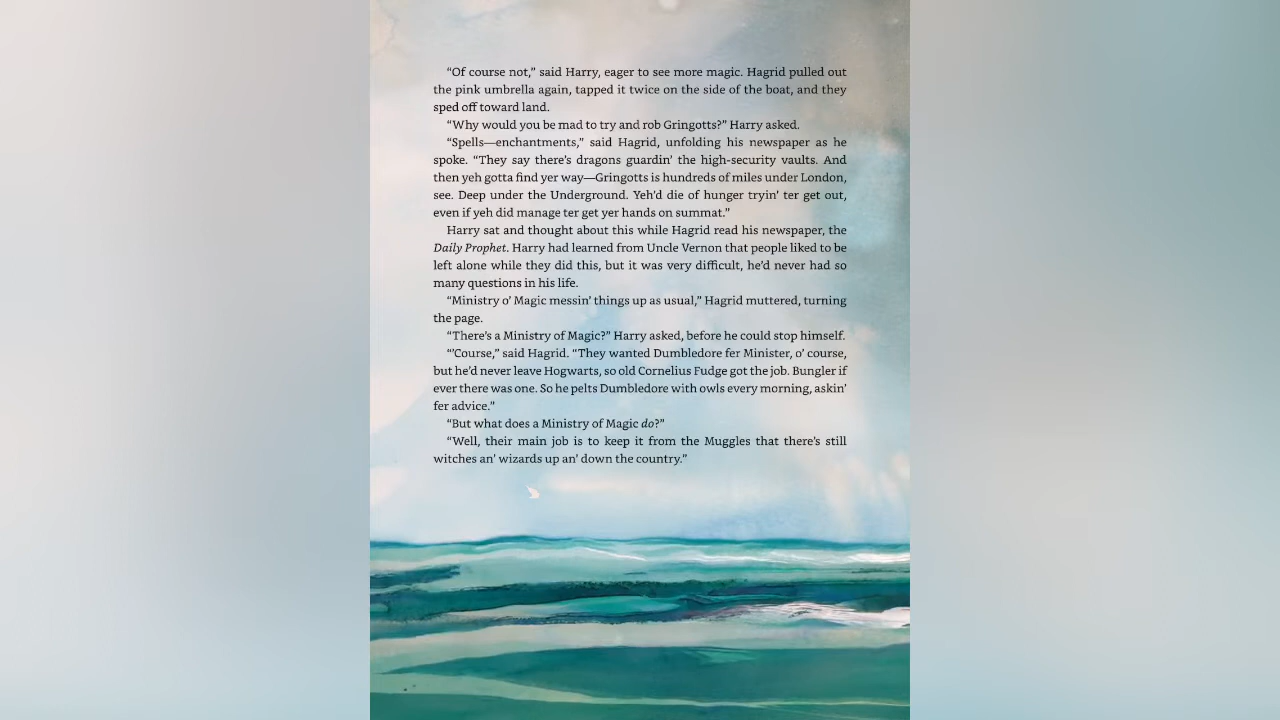 “Of course not,” said Harry, eager to see more magic. Hagrid pulled out
the pink umbrella again, tapped it twice on the side of the boat, and they
sped off toward land.
“Why would you be mad to try and rob Gringotts?” Harry asked.
“Spells—enchantments,” said Hagrid, unfolding his newspaper as he
spoke. “They say there’s dragons guardin’ the high-security vaults. And
then yeh gotta find yer way—Gringotts is hundreds of miles under London,
see. Deep under the Underground. Yeh’d die of hunger tryin’ ter get out,
even if yeh did manage ter get yer hands on summat.”
Harry sat and thought about this while Hagrid read his newspaper, the
Daily Prophet. Harry had learned from Uncle Vernon that people liked to be
left alone while they did this, but it was very difficult, he’d never had so
many questions in his life.
“Ministry o’ Magic messin’ things up as usual,” Hagrid muttered, turning
the page.
“There’s a Ministry of Magic?” Harry asked, before he could stop himself.
“’Course,” said Hagrid. “They wanted Dumbledore fer Minister, o’ course,
but he’d never leave Hogwarts, so old Cornelius Fudge got the job. Bungler if
ever there was one. So he pelts Dumbledore with owls every morning, askin’
fer advice.”
“But what does a Ministry of Magic do?”
“Well, their main job is to keep it from the Muggles that there’s still
witches an’ wizards up an’ down the country.”